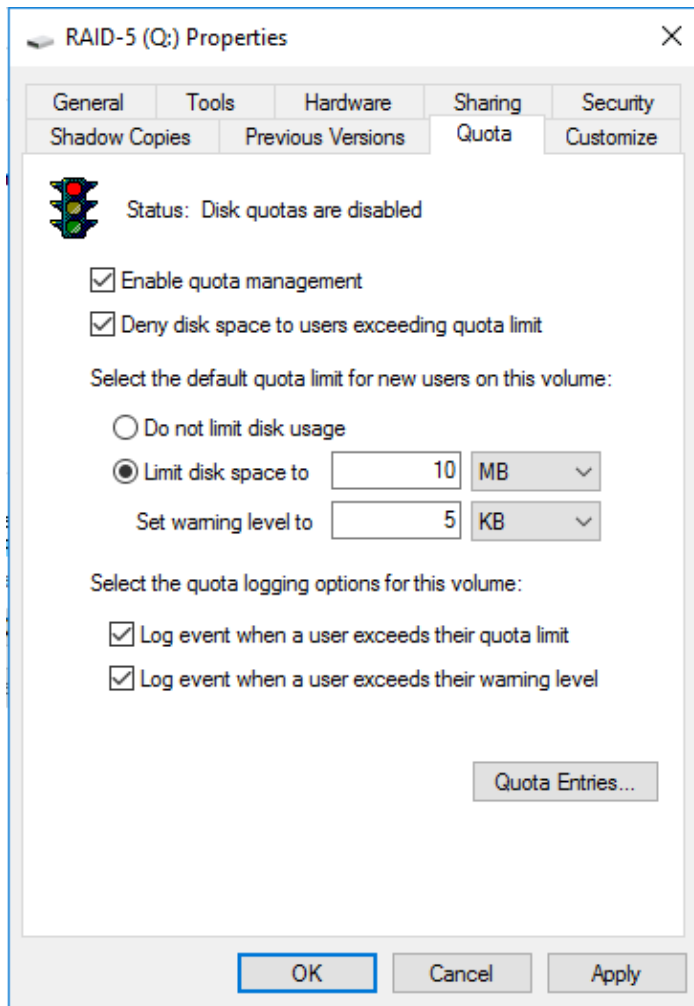 RAID-5 (Q:) Properties
General Tools Hardware Sharing Security
Shadow Copies Previous Versions Quota Customize
Status: Disk quotas are disabled
Enable quota management
Deny disk space to users exceeding quota limit
Select the default quota limit for new users on this volume:
Do not limit disk usage
Limit disk space to 10 MB
Set warning level to 5 KB
Select the quota logging options for this volume:
Log event when a user exceeds their quota limit
Log event when a user exceeds their warning level
Quota Entries...
OK Cancel Apply